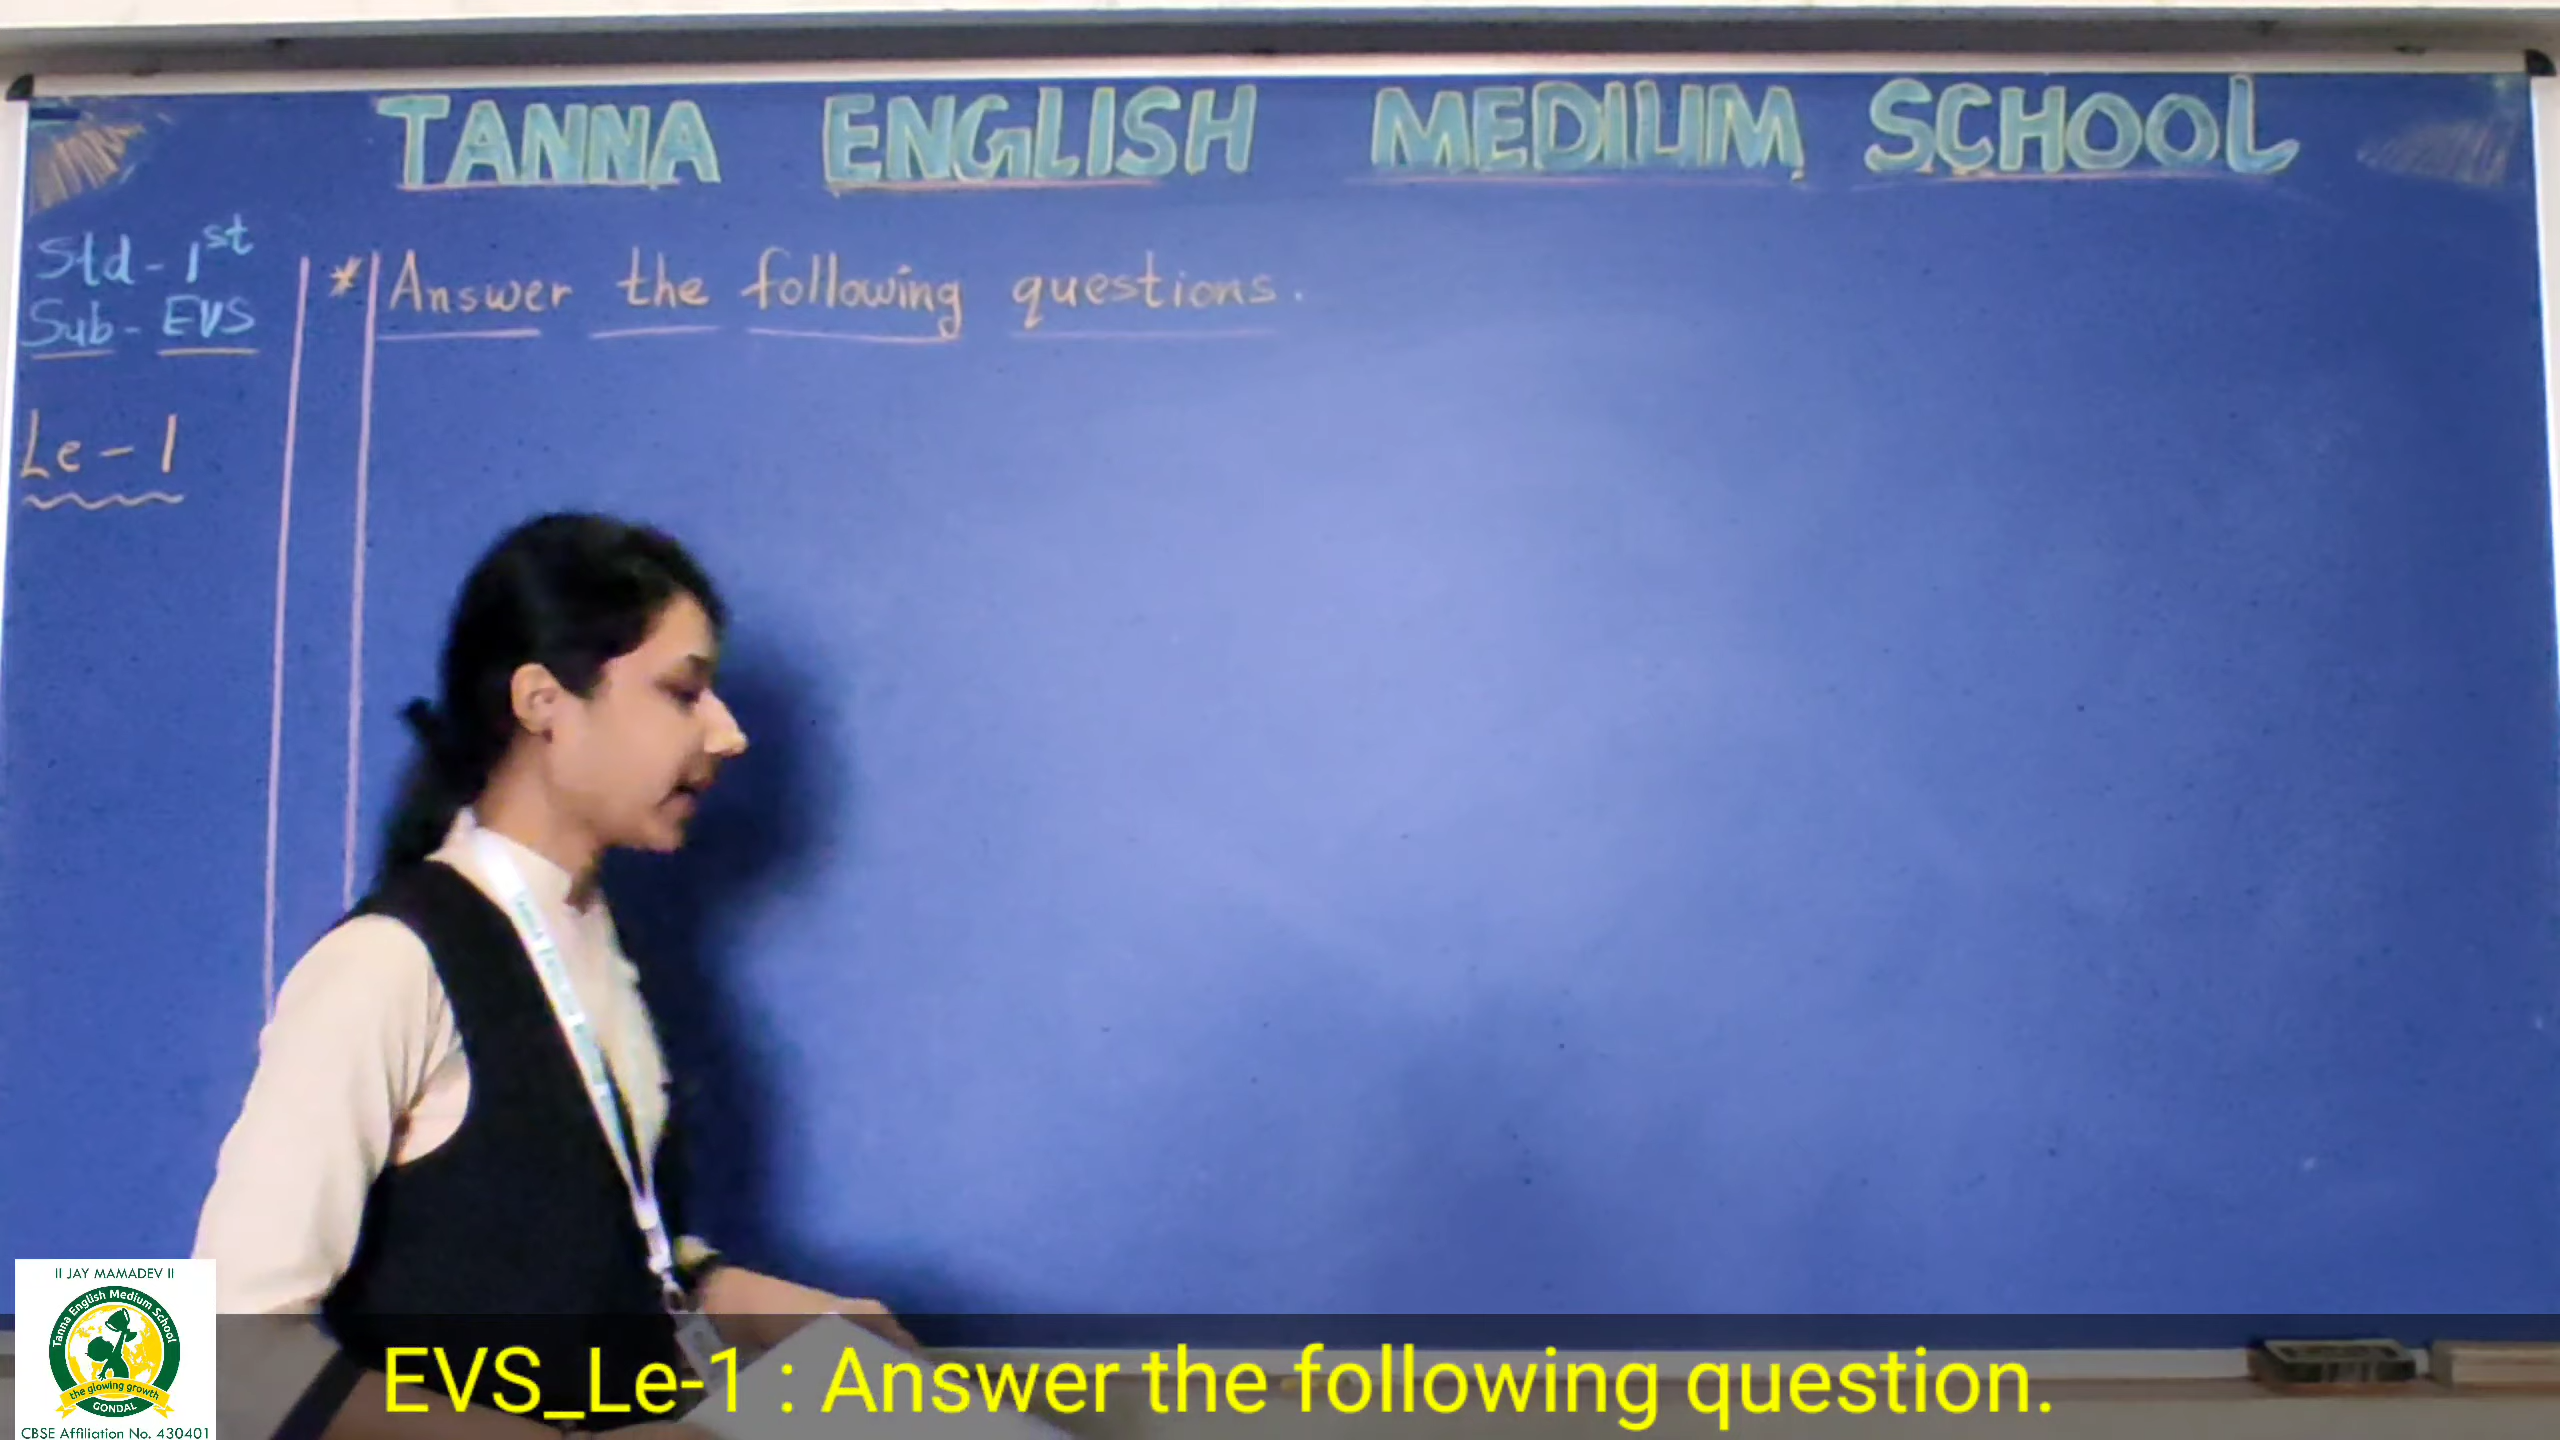 TANNA ENGLISH MEDIUM SCHOOL
Std - 1st
Sub - EVS
* Answer the following questions.
Le - 1
II JAY MAMADEV II
Tanna English Medium School
the glowing growth
GONDAL
CBSE Affiliation No. 430401
EVS_Le-1 : Answer the following question.